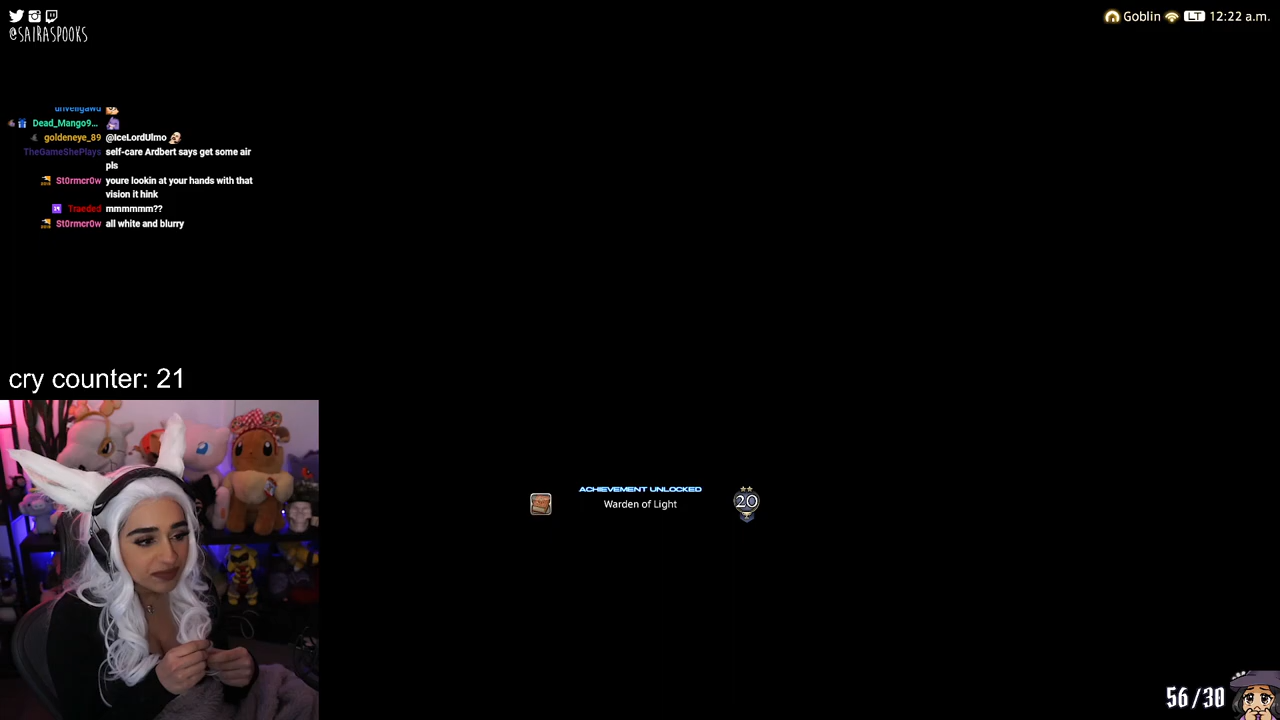 @SAIRASPOOKS
Goblin LT 12:22 a.m.
Dead_Mango9...
goldeneye_89 @IceLordUlmo
TheGameShePlays self-care Ardbert says get some air
pls
St0rmcr0w youre lookin at your hands with that
vision it hink
Traeded mmmmmm??
St0rmcr0w all white and blurry
cry counter: 21
ACHIEVEMENT UNLOCKED
Warden of Light
20
56/30